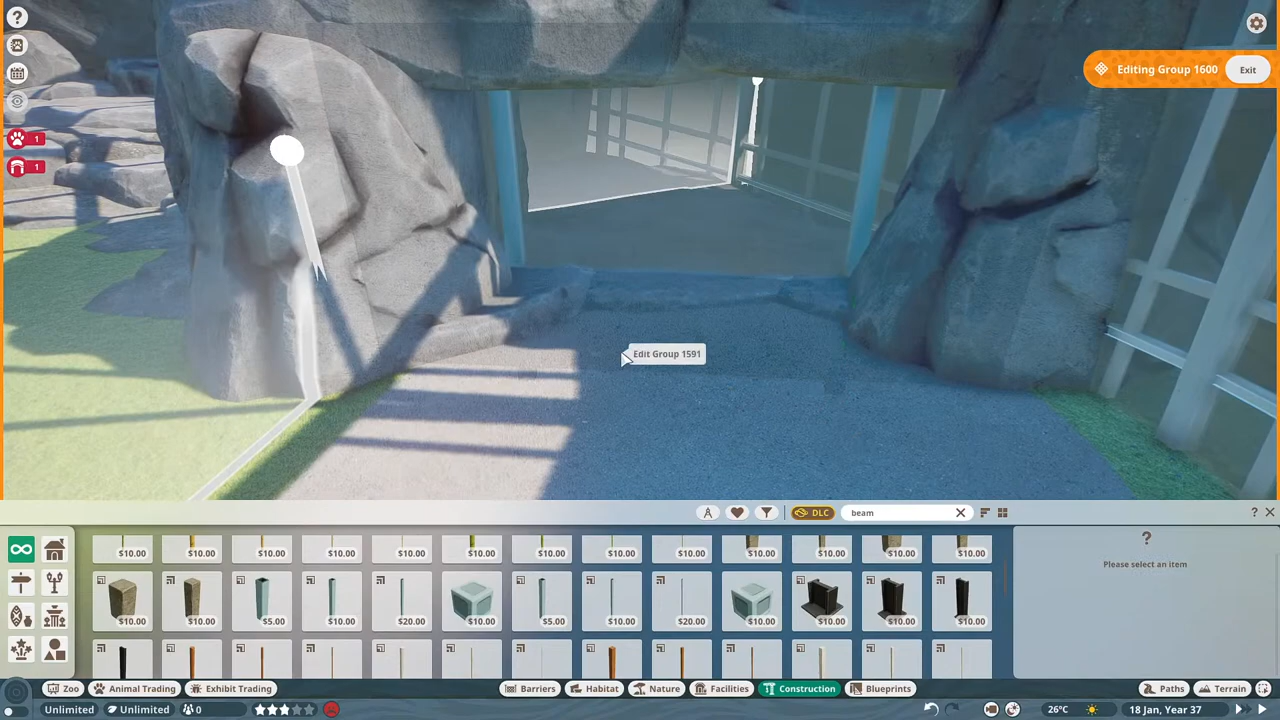 ?
Editing Group 1600
Exit
1
1
Edit Group 1591
DLC
beam
?
$10.00 $10.00 $10.00 $10.00 $10.00 $10.00 $10.00 $10.00 $10.00 $10.00 $10.00 $10.00 $10.00
?
Please select an item
$10.00 $10.00 $5.00 $10.00 $20.00 $10.00 $5.00 $10.00 $20.00 $10.00 $10.00 $10.00 $10.00
Zoo
Animal Trading
Exhibit Trading
Barriers
Habitat
Nature
Facilities
Construction
Blueprints
Paths
Terrain
Unlimited
Unlimited
0
26°C
18 Jan, Year 37